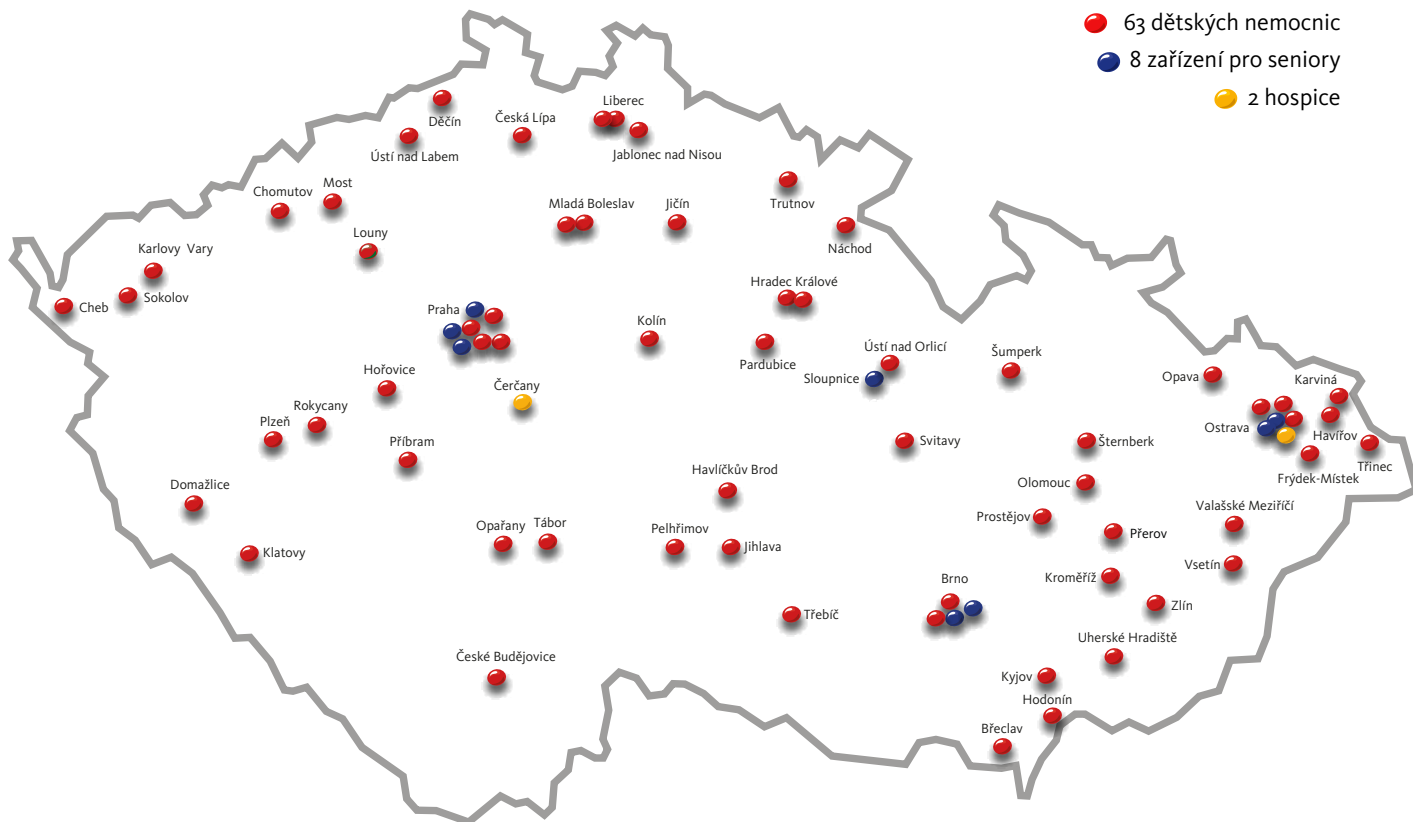 63 dětských nemocnic
8 zařízení pro seniory
2 hospice
Děčín
Ústí nad Labem
Česká Lípa
Liberec
Jablonec nad Nisou
Trutnov
Náchod
Chomutov
Most
Louny
Mladá Boleslav
Jičín
Karlovy Vary
Sokolov
Cheb
Praha
Kolín
Hradec Králové
Pardubice
Ústí nad Orlicí
Sloupnice
Šumperk
Opava
Karviná
Ostrava
Havířov
Třinec
Frýdek-Místek
Hořovice
Čerčany
Rokycany
Plzeň
Příbram
Svitavy
Šternberk
Domažlice
Havlíčkův Brod
Olomouc
Valašské Meziříčí
Klatovy
Opařany
Tábor
Pelhřimov
Jihlava
Prostějov
Přerov
Vsetín
Kroměříž
Zlín
Brno
Třebíč
Uherské Hradiště
České Budějovice
Kyjov
Hodonín
Břeclav